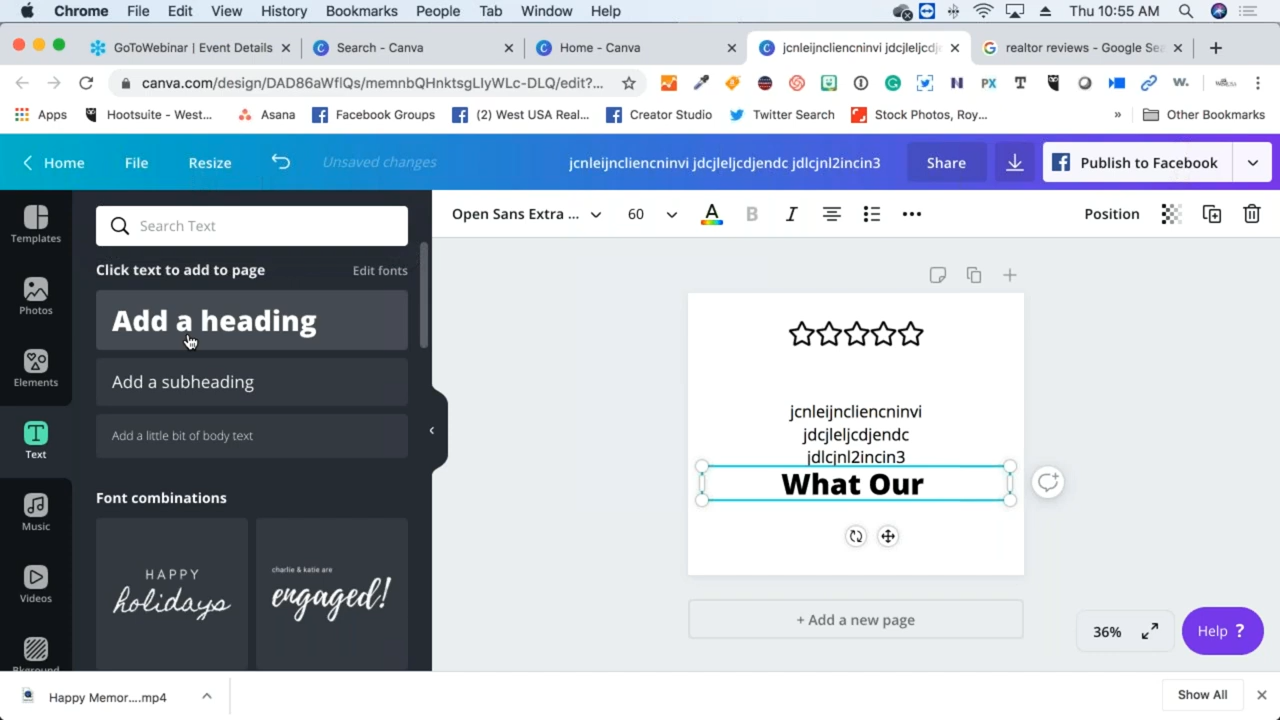 Chrome File Edit View History Bookmarks People Tab Window Help Thu 10:55 AM
GoToWebinar | Event Details Search - Canva Home - Canva jcnleijncliencninvi jdcjleljcdje realtor reviews - Google Sea
canva.com/design/DAD86aWflQs/memnbQHnktsgLIyWLc-DLQ/edit?...
Apps Hootsuite - West... Asana Facebook Groups (2) West USA Real... Creator Studio Twitter Search Stock Photos, Roy... » Other Bookmarks
Home File Resize Unsaved changes jcnleijncliencninvi jdcjleljcdjendc jdlcjnl2incin3 Share Publish to Facebook
Templates
Photos
Elements
Text
Music
Videos
Bkground
Search Text
Click text to add to page Edit fonts
Add a heading
Add a subheading
Add a little bit of body text
Font combinations
HAPPY
holidays
charlie & katie are
engaged!
Open Sans Extra ... 60 A B I Position
jcnleijncliencninvi
jdcjleljcdjendc
jdlcjnl2incin3
What Our
+ Add a new page
36% Help ?
Happy Memor....mp4 Show All